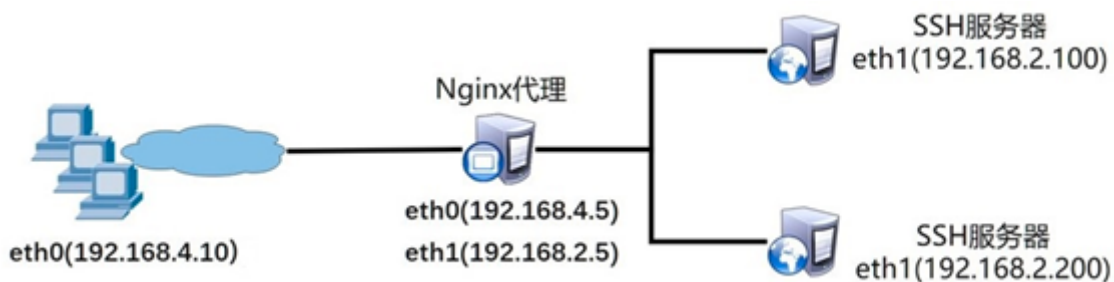 SSH服务器
eth1(192.168.2.100)
Nginx代理
eth0(192.168.4.5)
eth1(192.168.2.5)
eth0(192.168.4.10)
SSH服务器
eth1(192.168.2.200)